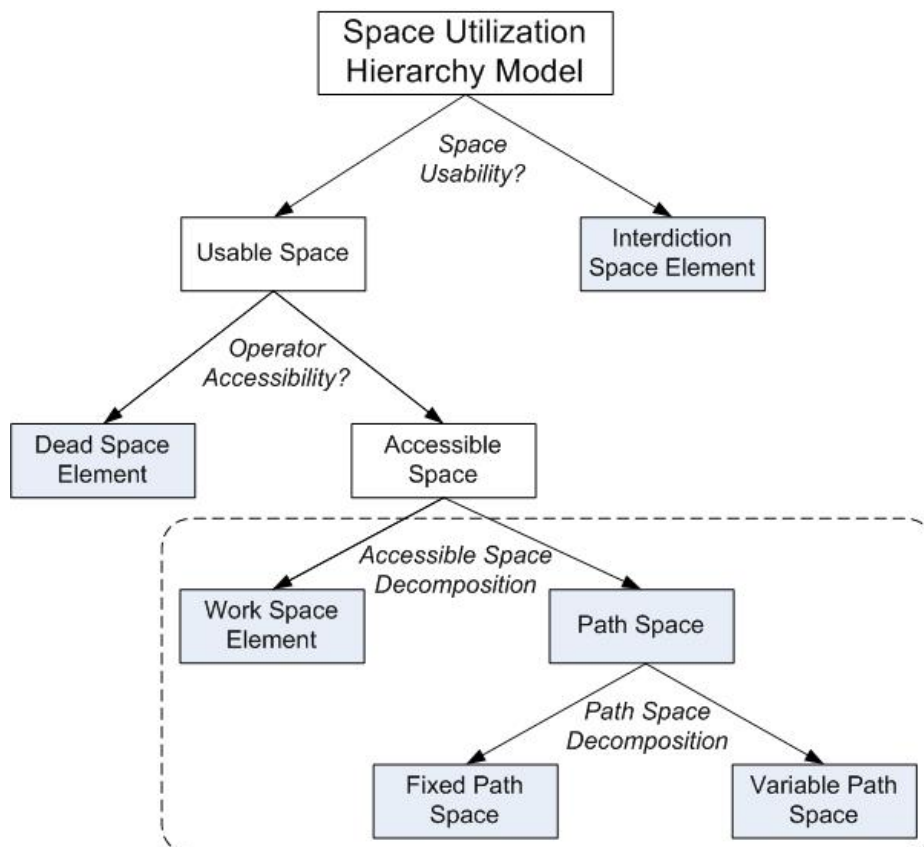 Space Utilization
Hierarchy Model
Space
Usability?
Usable Space
Interdiction
Space Element
Operator
Accessibility?
Dead Space
Element
Accessible
Space
Accessible Space
Decomposition
Work Space
Element
Path Space
Path Space
Decomposition
Fixed Path
Space
Variable Path
Space